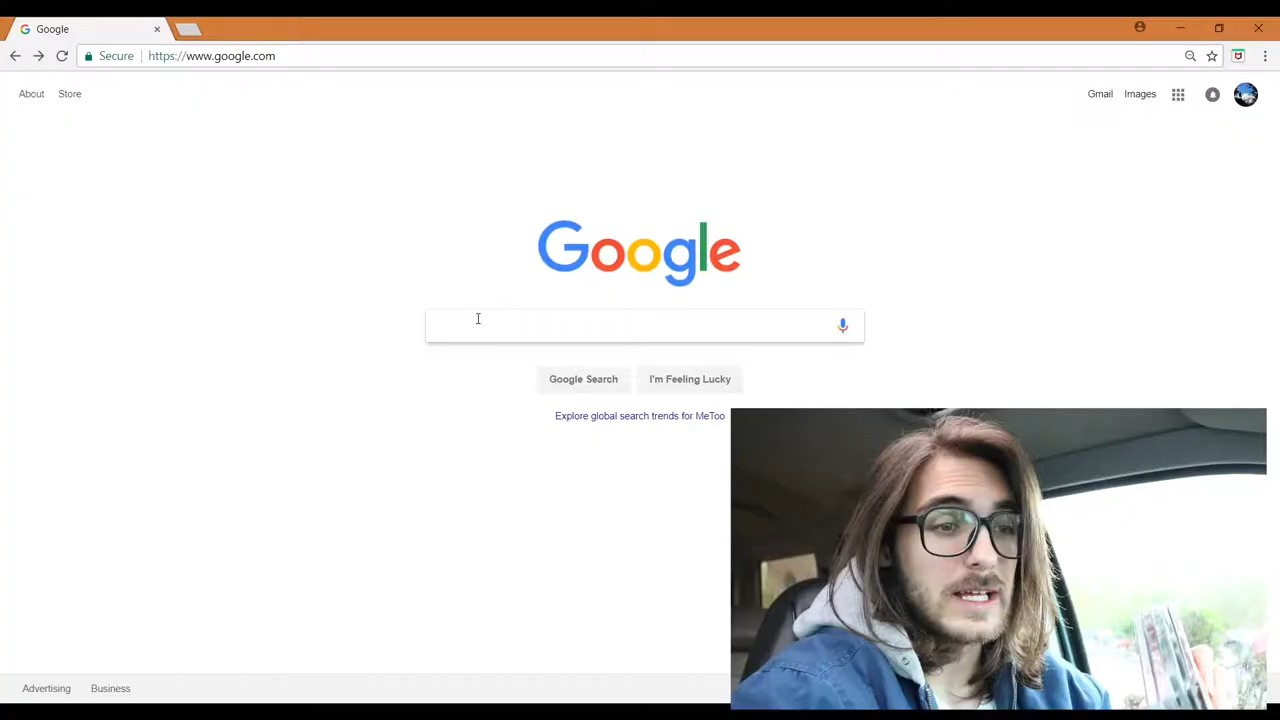 Google
Secure https://www.google.com
About Store Gmail Images
Google
Google Search I'm Feeling Lucky
Explore global search trends for MeToo
Advertising Business